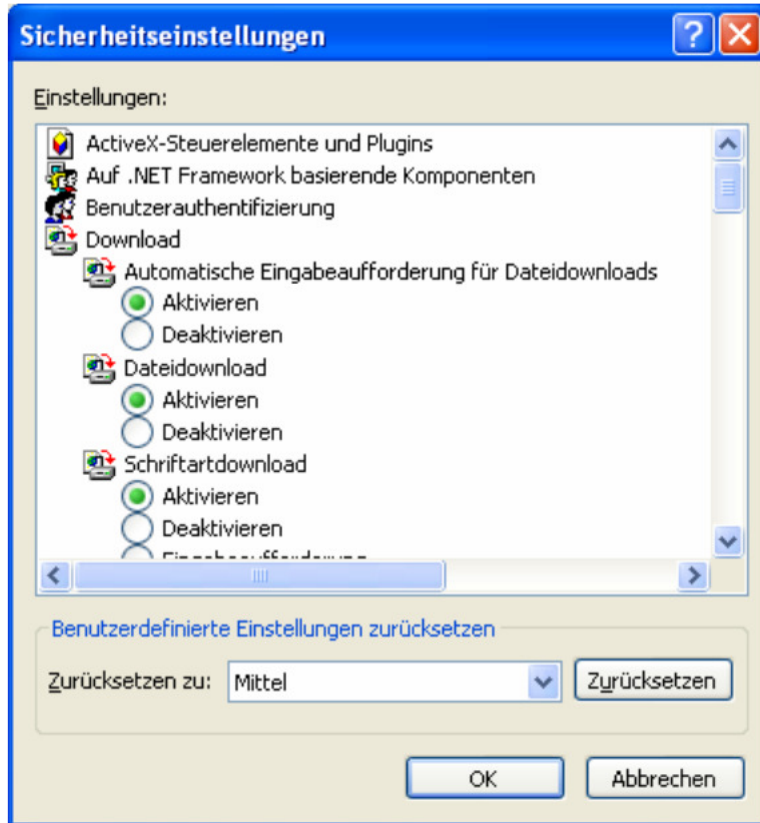 Sicherheitseinstellungen
Einstellungen:
ActiveX-Steuerelemente und Plugins
Auf .NET Framework basierende Komponenten
Benutzerauthentifizierung
Download
Automatische Eingabeaufforderung für Dateidownloads
Aktivieren
Deaktivieren
Dateidownload
Aktivieren
Deaktivieren
Schriftartdownload
Aktivieren
Deaktivieren
Eingabeaufforderung
Benutzerdefinierte Einstellungen zurücksetzen
Zurücksetzen zu: Mittel Zurücksetzen
OK Abbrechen